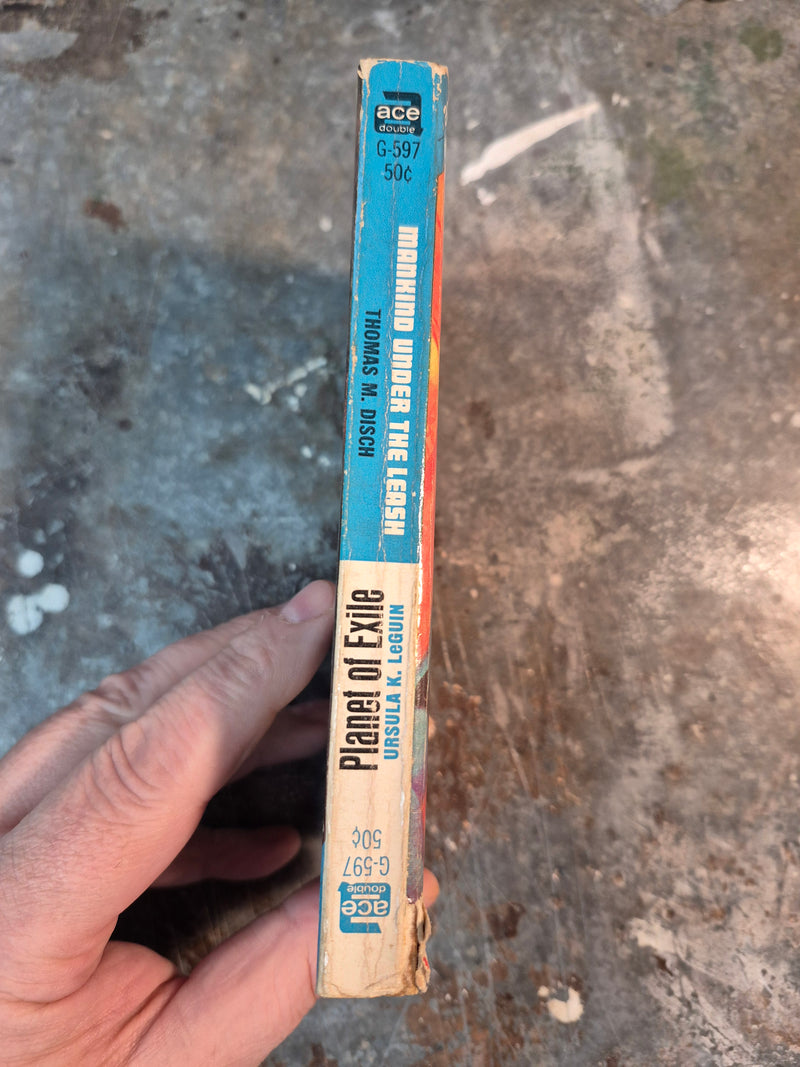 ace
double
G-597
50¢
MANKIND UNDER THE LEASH
THOMAS M. DISCH
Planet of Exile
URSULA K. LeGUIN
50¢
G-597
ace
double